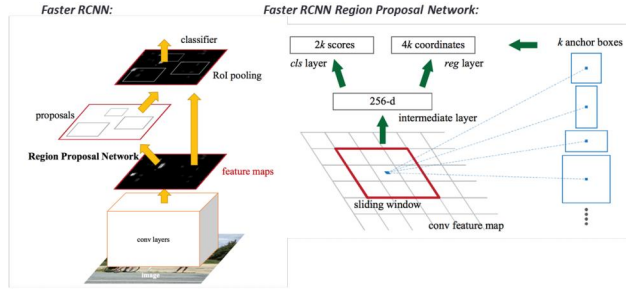 Faster RCNN:
classifier
RoI pooling
proposals
Region Proposal Network
feature maps
conv layers
image
Faster RCNN Region Proposal Network:
2k scores
4k coordinates
k anchor boxes
cls layer
reg layer
256-d
intermediate layer
sliding window
conv feature map